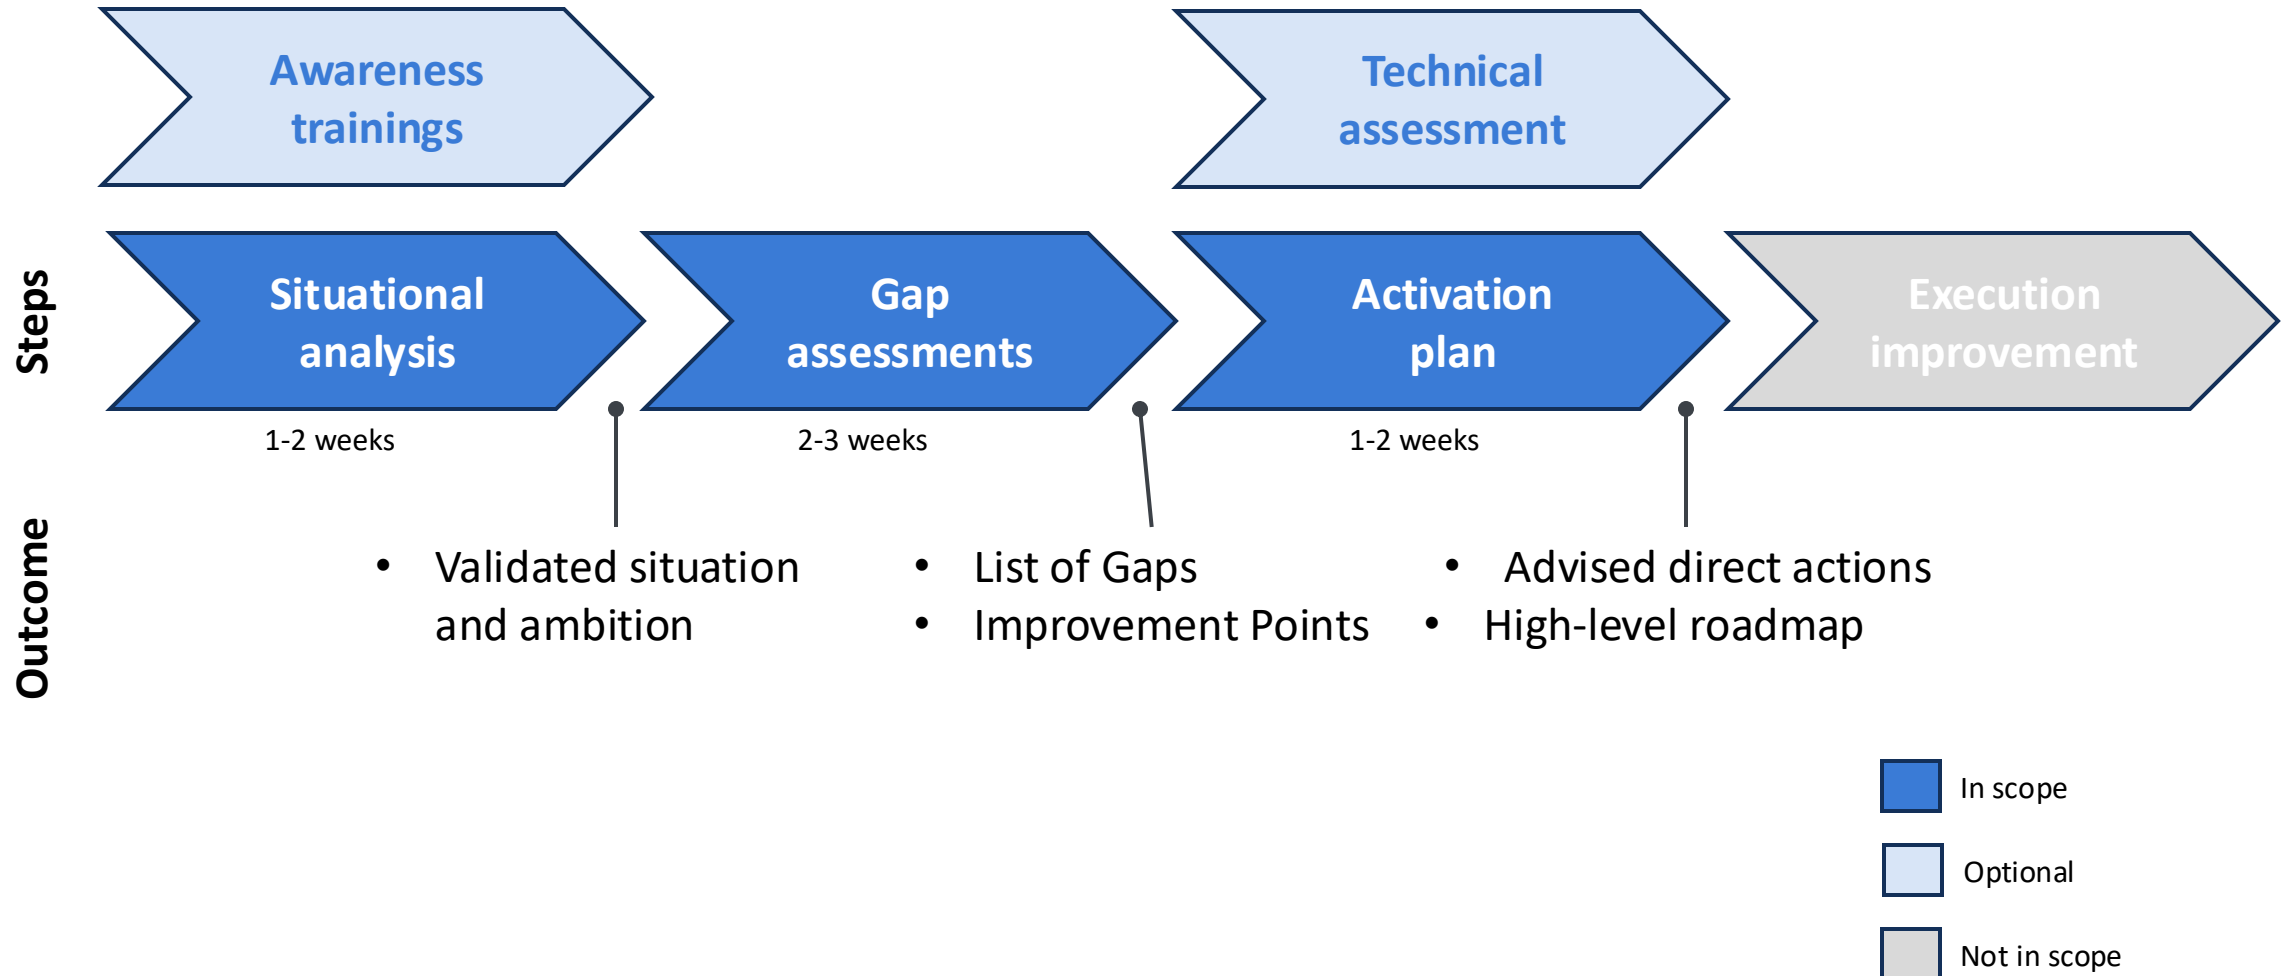 Awareness
trainings
Technical
assessment
Steps
Situational
analysis
Gap
assessments
Activation
plan
Execution
improvement
1-2 weeks
2-3 weeks
1-2 weeks
Outcome
• Validated situation
and ambition
• List of Gaps
• Improvement Points
• Advised direct actions
• High-level roadmap
In scope
Optional
Not in scope